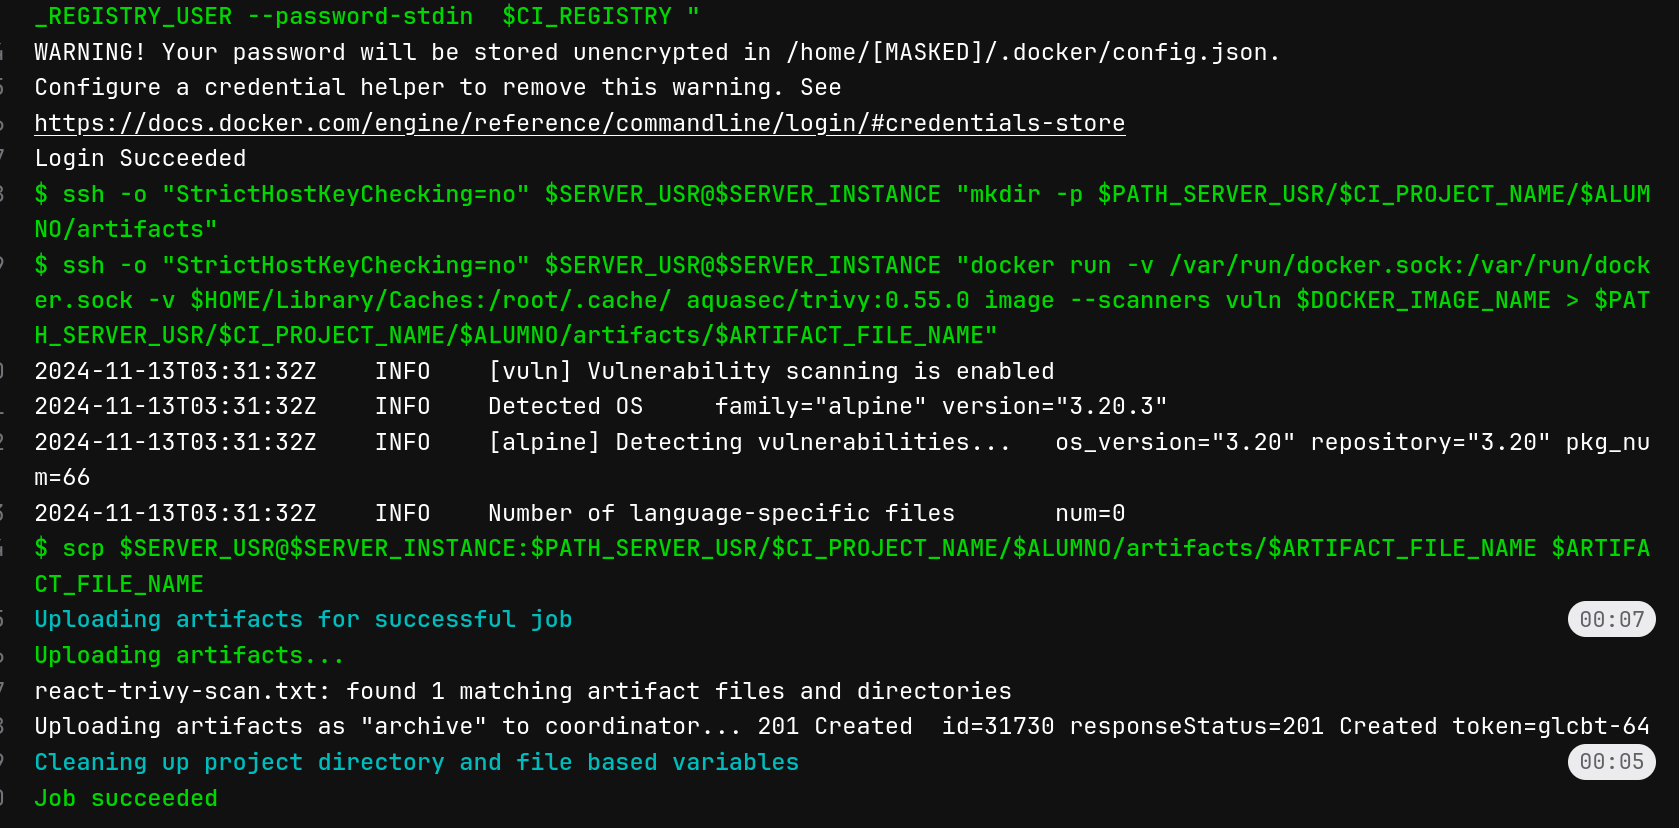 _REGISTRY_USER --password-stdin  $CI_REGISTRY "
WARNING! Your password will be stored unencrypted in /home/[MASKED]/.docker/config.json.
Configure a credential helper to remove this warning. See
https://docs.docker.com/engine/reference/commandline/login/#credentials-store
Login Succeeded
$ ssh -o "StrictHostKeyChecking=no" $SERVER_USR@$SERVER_INSTANCE "mkdir -p $PATH_SERVER_USR/$CI_PROJECT_NAME/$ALUM
NO/artifacts"
$ ssh -o "StrictHostKeyChecking=no" $SERVER_USR@$SERVER_INSTANCE "docker run -v /var/run/docker.sock:/var/run/dock
er.sock -v $HOME/Library/Caches:/root/.cache/ aquasec/trivy:0.55.0 image --scanners vuln $DOCKER_IMAGE_NAME > $PAT
H_SERVER_USR/$CI_PROJECT_NAME/$ALUMNO/artifacts/$ARTIFACT_FILE_NAME"
2024-11-13T03:31:32Z    INFO    [vuln] Vulnerability scanning is enabled
2024-11-13T03:31:32Z    INFO    Detected OS     family="alpine" version="3.20.3"
2024-11-13T03:31:32Z    INFO    [alpine] Detecting vulnerabilities...   os_version="3.20" repository="3.20" pkg_nu
m=66
2024-11-13T03:31:32Z    INFO    Number of language-specific files       num=0
$ scp $SERVER_USR@$SERVER_INSTANCE:$PATH_SERVER_USR/$CI_PROJECT_NAME/$ALUMNO/artifacts/$ARTIFACT_FILE_NAME $ARTIFA
CT_FILE_NAME
Uploading artifacts for successful job 00:07
Uploading artifacts...
react-trivy-scan.txt: found 1 matching artifact files and directories
Uploading artifacts as "archive" to coordinator... 201 Created  id=31730 responseStatus=201 Created token=glcbt-64
Cleaning up project directory and file based variables 00:05
Job succeeded